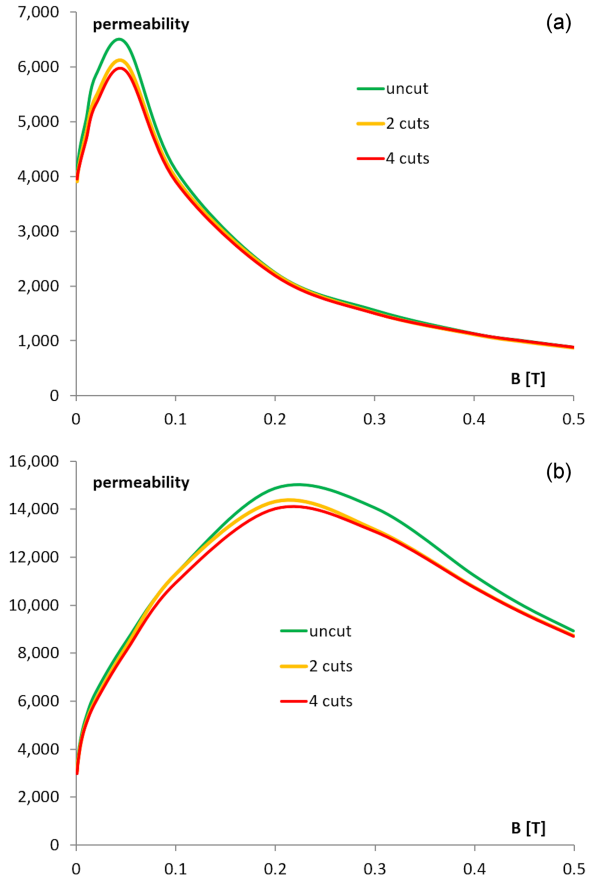 permeability
(a)
7,000
6,000
5,000
4,000
3,000
2,000
1,000
0
uncut
2 cuts
4 cuts
B [T]
0 0.1 0.2 0.3 0.4 0.5
permeability
(b)
16,000
14,000
12,000
10,000
8,000
6,000
4,000
2,000
0
uncut
2 cuts
4 cuts
B [T]
0 0.1 0.2 0.3 0.4 0.5